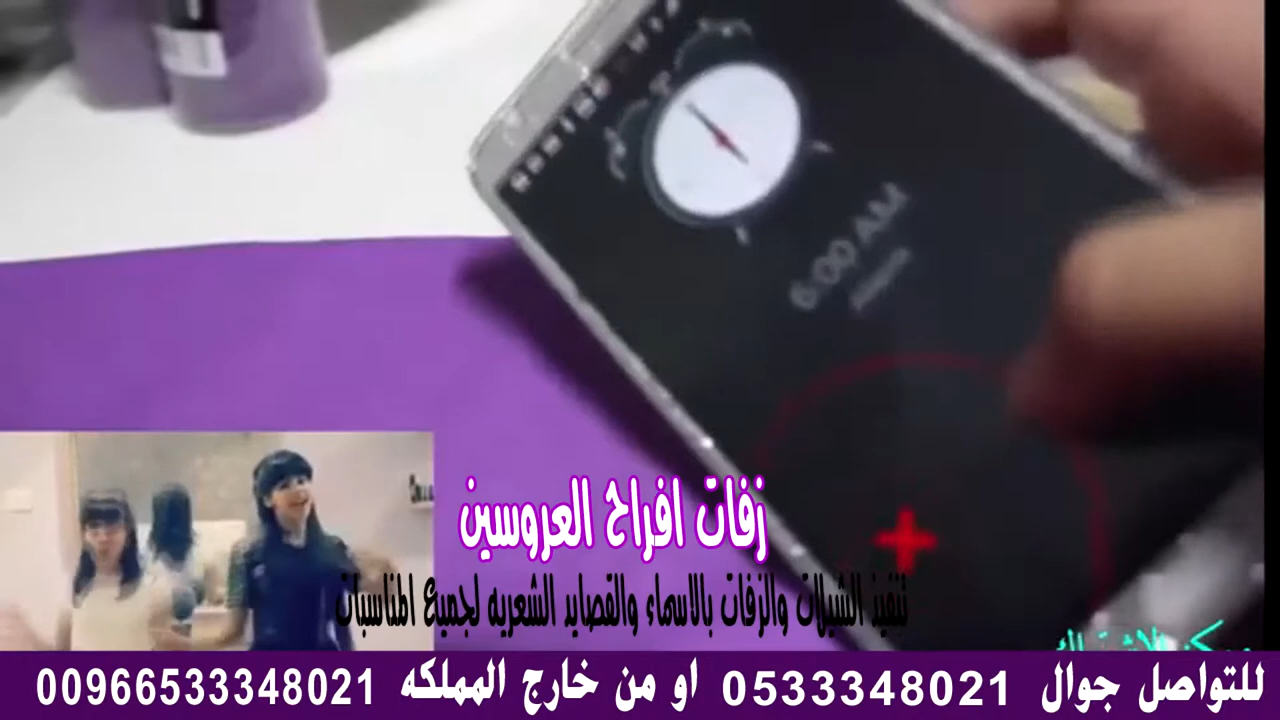 6:00 AM
زفات افراح العروسين
تنفيذ الشيلات والزفات بالاسماء والقصايد الشعريه لجميع المناسبات
للتواصل جوال 0533348021 او من خارج المملكه 00966533348021